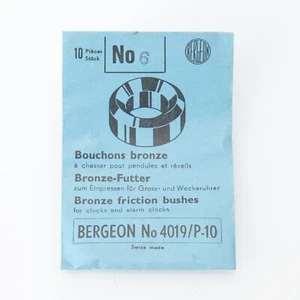 10 Pièces
Stück
No 6
BERGEON
Bouchons bronze
à chasser pour pendules et réveils
Bronze-Futter
zum Einpressen für Gross- und Weckeruhren
Bronze friction bushes
for clocks and alarm clocks
BERGEON No 4019/P-10
Swiss made